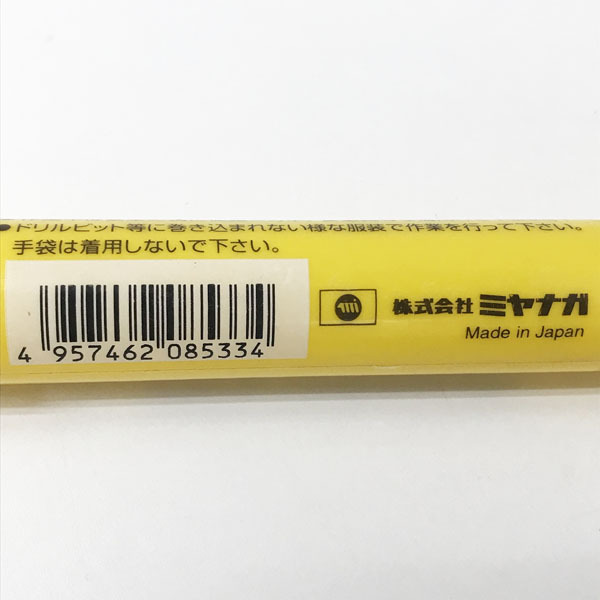 ●ドリルビット等に巻き込まれない様な服装で作業を行って下さい。
手袋は着用しないで下さい。
株式会社 ミヤナガ
Made in Japan
4 957462 085334